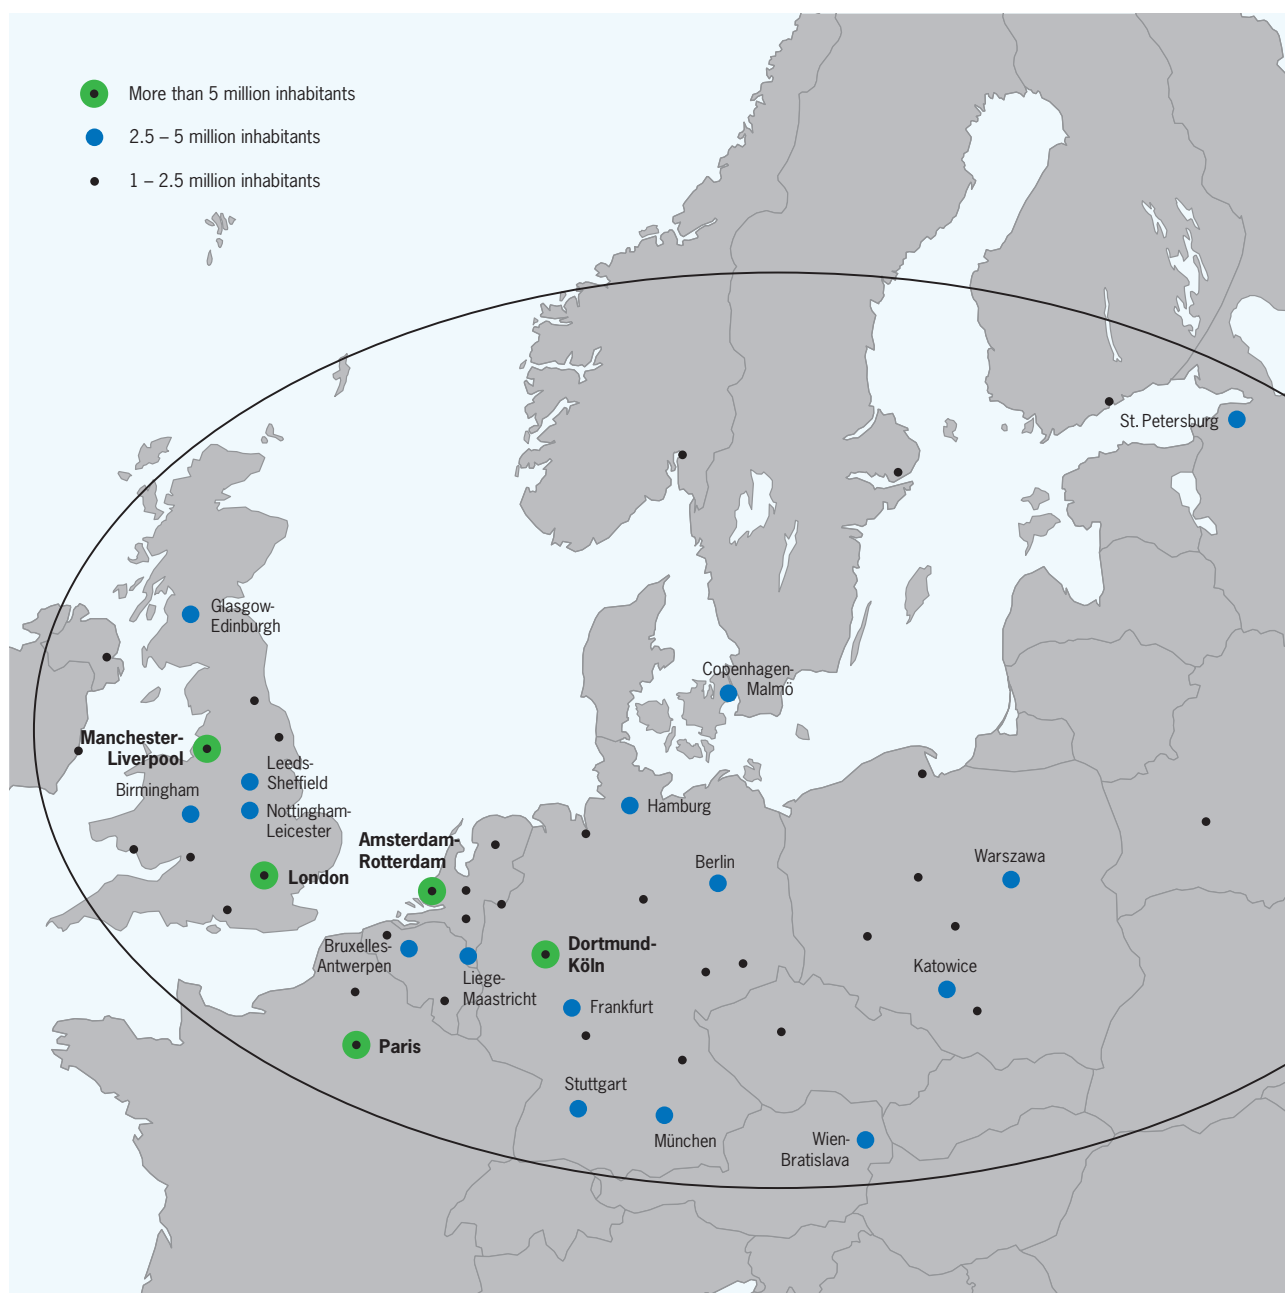 More than 5 million inhabitants
2.5 – 5 million inhabitants
1 – 2.5 million inhabitants
St. Petersburg
Glasgow-
Edinburgh
Copenhagen-
Malmö
Manchester-
Liverpool
Leeds-
Sheffield
Birmingham
Nottingham-
Leicester
Hamburg
Amsterdam-
Rotterdam
London
Berlin
Warszawa
Bruxelles-
Antwerpen
Dortmund-
Köln
Liege-
Maastricht
Katowice
Frankfurt
Paris
Stuttgart
München
Wien-
Bratislava